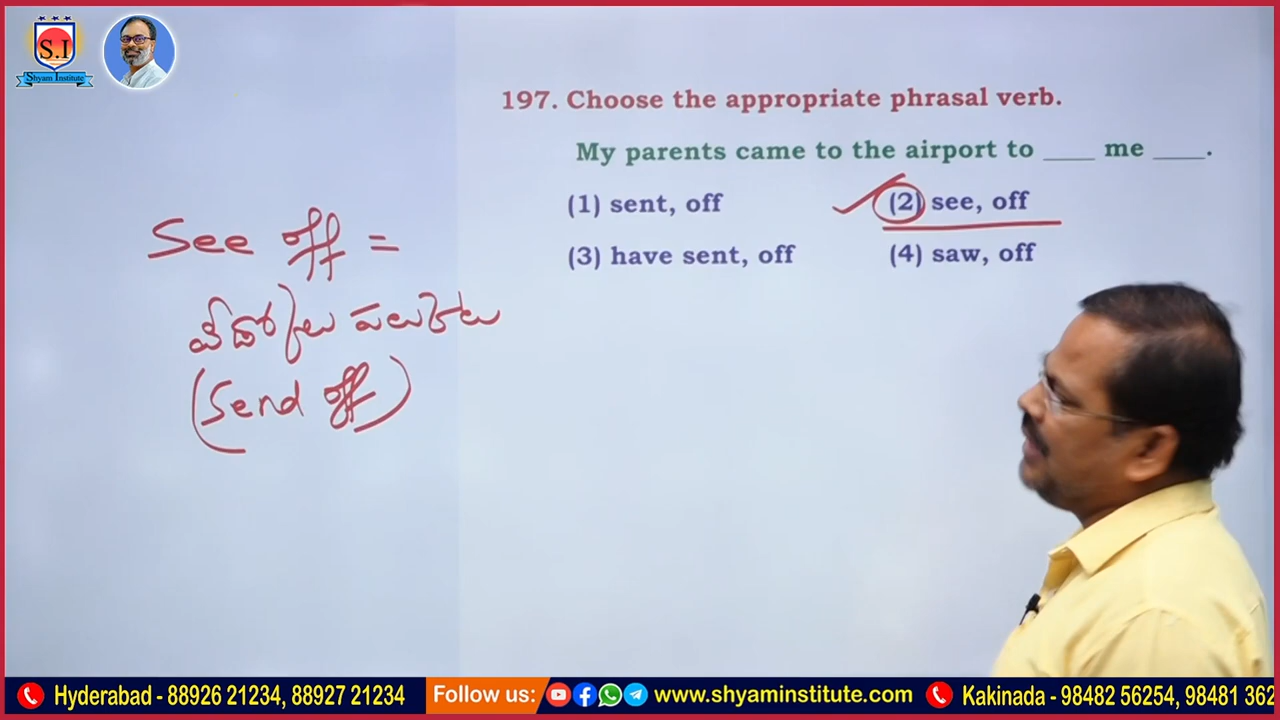 S.I
Shyam Institute
197. Choose the appropriate phrasal verb.
My parents came to the airport to ____ me ____.
(1) sent, off
(2) see, off
(3) have sent, off
(4) saw, off
See off =
వీడ్కోలు పలుకుట
(Send off)
Hyderabad - 88926 21234, 88927 21234
Follow us:
www.shyaminstitute.com
Kakinada - 98482 56254, 98481 362